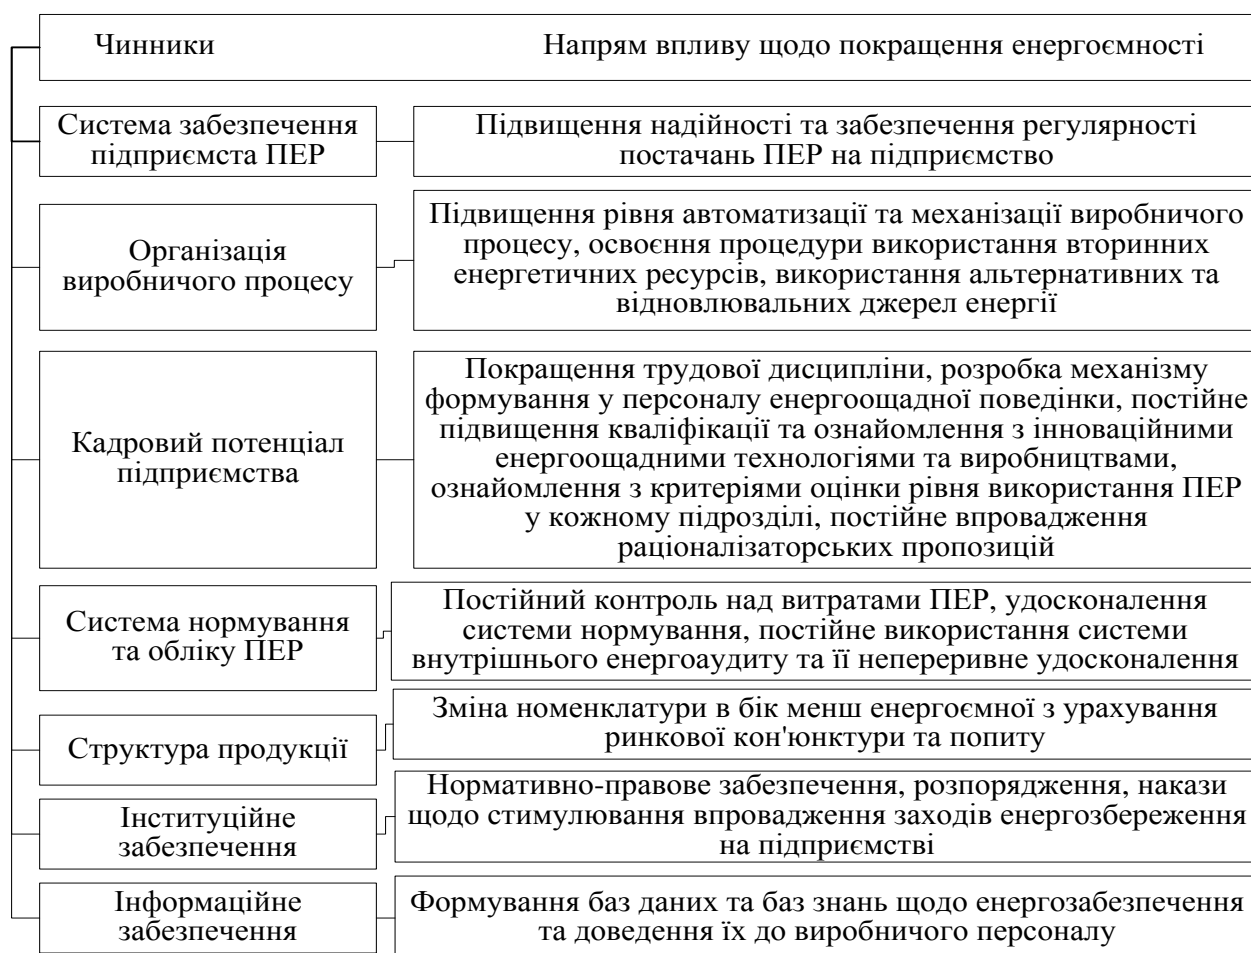 Чинники Напрям впливу щодо покращення енергоємності
Система забезпечення
підприємста ПЕР
Підвищення надійності та забезпечення регулярності
постачань ПЕР на підприємство
Організація
виробничого процесу
Підвищення рівня автоматизації та механізації виробничого
процесу, освоєння процедури використання вторинних
енергетичних ресурсів, використання альтернативних та
відновлювальних джерел енергії
Кадровий потенціал
підприємства
Покращення трудової дисципліни, розробка механізму
формування у персоналу енергоощадної поведінки, постійне
підвищення кваліфікації та ознайомлення з інноваційними
енергоощадними технологіями та виробництвами,
ознайомлення з критеріями оцінки рівня використання ПЕР
у кожному підрозділі, постійне впровадження
раціоналізаторських пропозицій
Система нормування
та обліку ПЕР
Постійний контроль над витратами ПЕР, удосконалення
системи нормування, постійне використання системи
внутрішнього енергоаудиту та її непереривне удосконалення
Структура продукції
Зміна номенклатури в бік менш енергоємної з урахування
ринкової кон'юнктури та попиту
Інституційне
забезпечення
Нормативно-правове забезпечення, розпорядження, накази
щодо стимулювання впровадження заходів енергозбереження
на підприємстві
Інформаційне
забезпечення
Формування баз даних та баз знань щодо енергозабезпечення
та доведення їх до виробничого персоналу